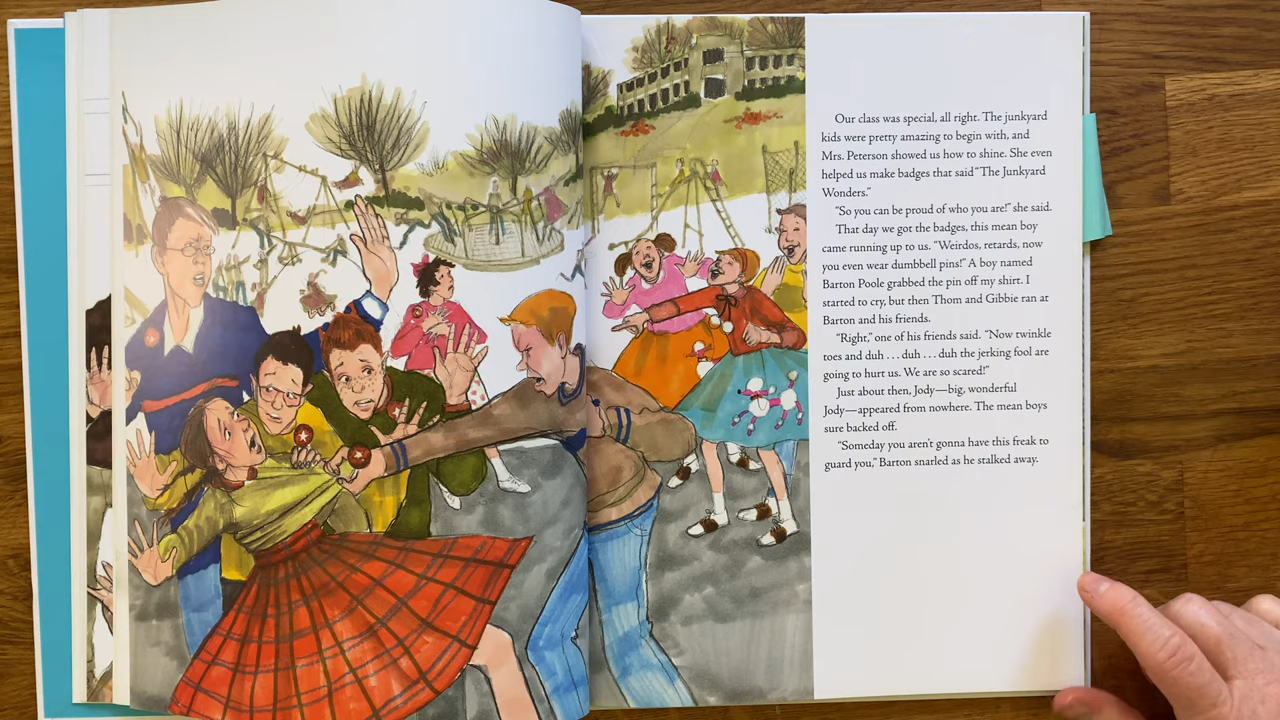 Our class was special, all right. The junkyard
kids were pretty amazing to begin with, and
Mrs. Peterson showed us how to shine. She even
helped us make badges that said “The Junkyard
Wonders.”
“So you can be proud of who you are!” she said.
That day we got the badges, this mean boy
came running up to us. “Weirdos, retards, now
you even wear dumbbell pins!” A boy named
Barton Poole grabbed the pin off my shirt. I
started to cry, but then Thom and Gibbie ran at
Barton and his friends.
“Right,” one of his friends said. “Now twinkle
toes and duh . . . duh . . . duh the jerking fool are
going to hurt us. We are so scared!”
Just about then, Jody—big, wonderful
Jody—appeared from nowhere. The mean boys
sure backed off.
“Someday you aren’t gonna have this freak to
guard you,” Barton snarled as he stalked away.